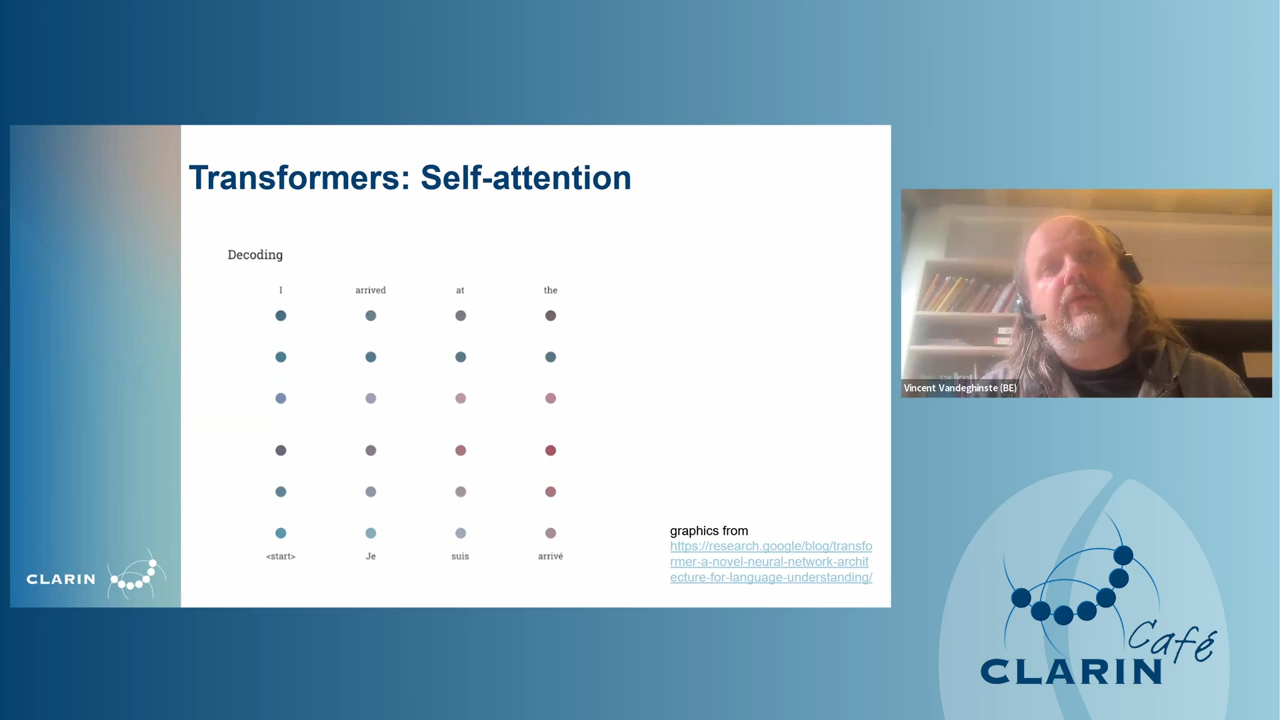 Transformers: Self-attention
Decoding
I arrived at the
<start> Je suis arrivé
graphics from
https://research.google/blog/transfo
rmer-a-novel-neural-network-archit
ecture-for-language-understanding/
CLARIN
Vincent Vandeghinste (BE)
Café
CLARIN